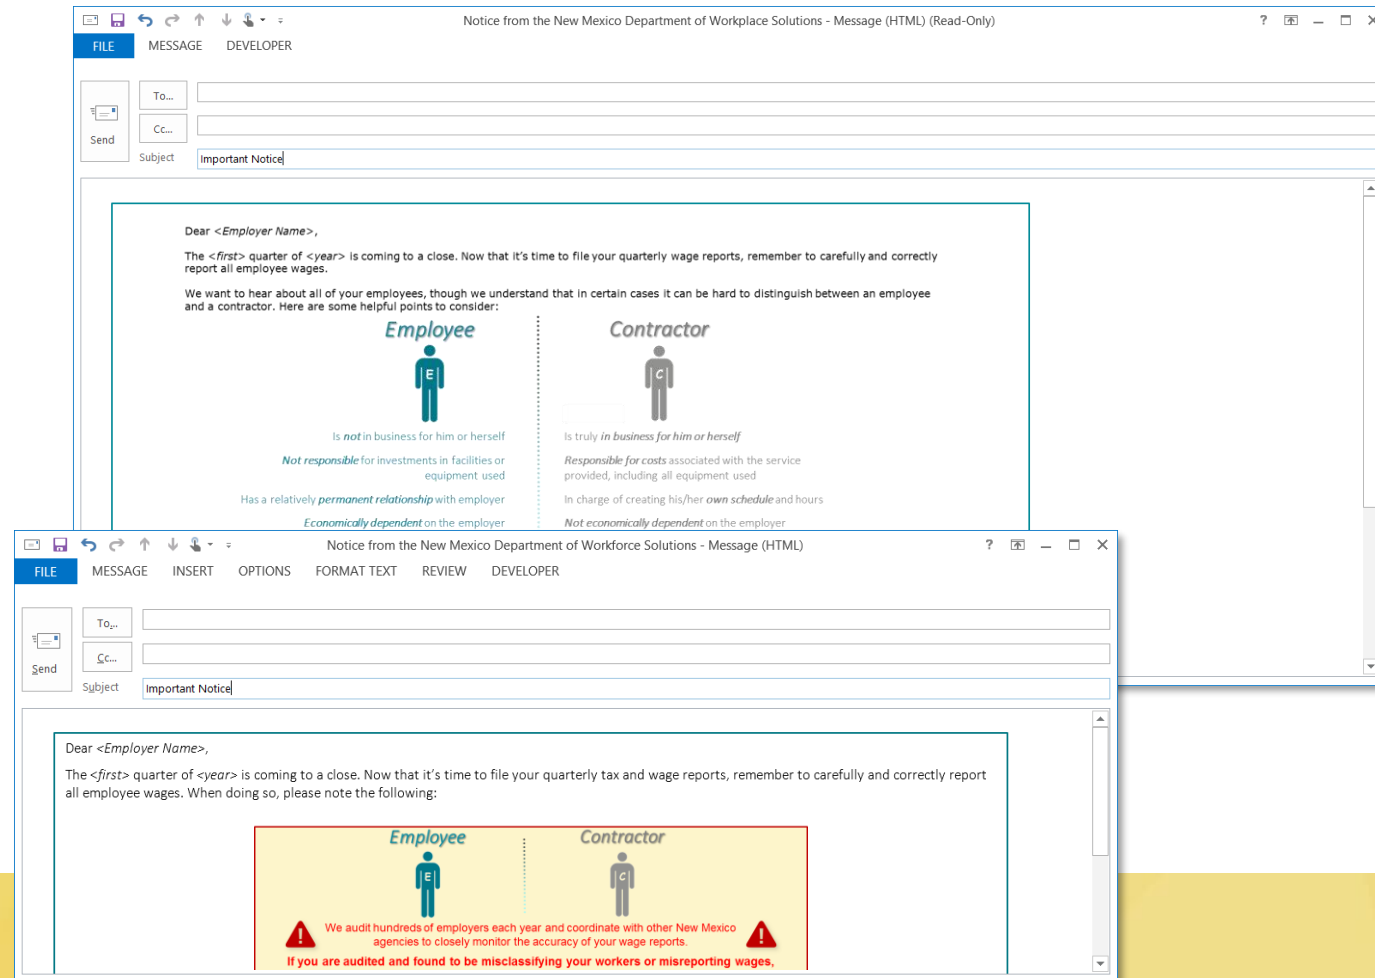 Notice from the New Mexico Department of Workplace Solutions - Message (HTML) (Read-Only)
FILE MESSAGE DEVELOPER
To...
Cc...
Send
Subject Important Notice
Dear <Employer Name>,
The <first> quarter of <year> is coming to a close. Now that it's time to file your quarterly wage reports, remember to carefully and correctly
report all employee wages.
We want to hear about all of your employees, though we understand that in certain cases it can be hard to distinguish between an employee
and a contractor. Here are some helpful points to consider:
Employee Contractor
E C
Is not in business for him or herself
Not responsible for investments in facilities or
equipment used
Has a relatively permanent relationship with employer
Economically dependent on the employer
Is truly in business for him or herself
Responsible for costs associated with the service
provided, including all equipment used
In charge of creating his/her own schedule and hours
Not economically dependent on the employer
Notice from the New Mexico Department of Workforce Solutions - Message (HTML)
FILE MESSAGE INSERT OPTIONS FORMAT TEXT REVIEW DEVELOPER
To...
Cc...
Send
Subject Important Notice
Dear <Employer Name>,
The <first> quarter of <year> is coming to a close. Now that it's time to file your quarterly tax and wage reports, remember to carefully and correctly report
all employee wages. When doing so, please note the following:
Employee Contractor
E C
We audit hundreds of employers each year and coordinate with other New Mexico
agencies to closely monitor the accuracy of your wage reports.
If you are audited and found to be misclassifying your workers or misreporting wages,